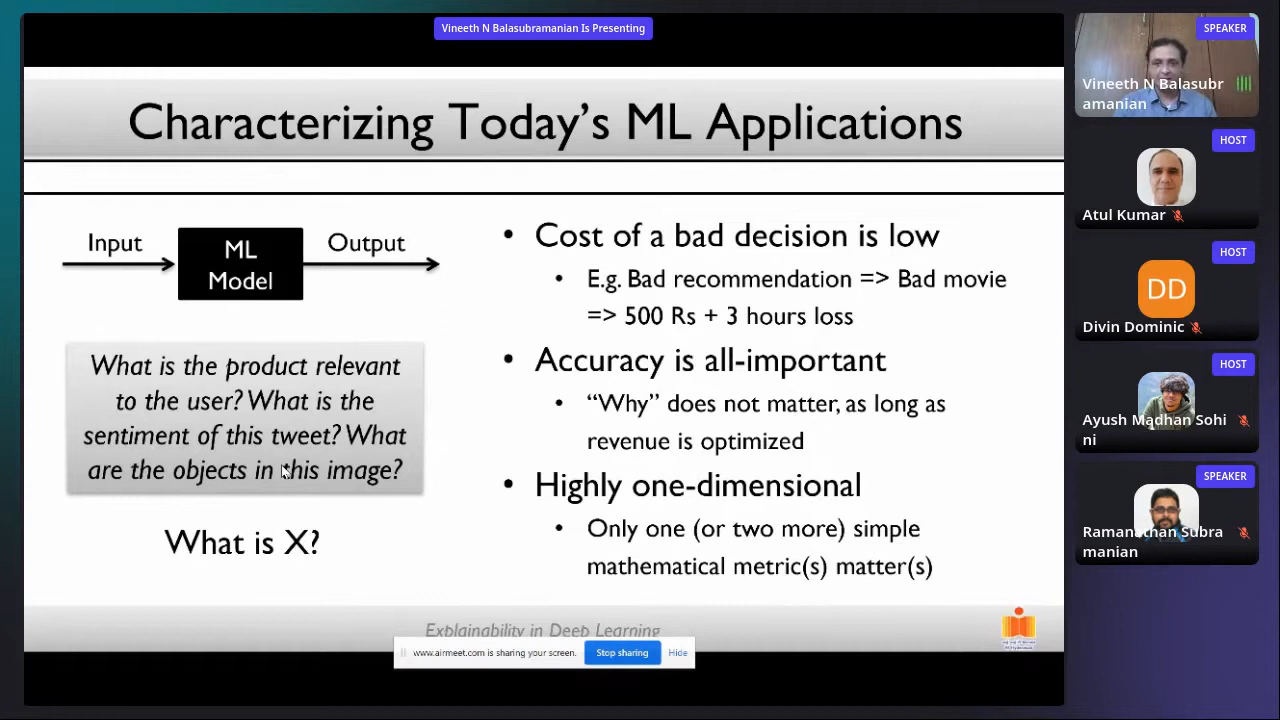 Vineeth N Balasubramanian Is Presenting
Characterizing Today's ML Applications
Input
ML
Model
Output
What is the product relevant
to the user? What is the
sentiment of this tweet? What
are the objects in this image?
What is X?
• Cost of a bad decision is low
• E.g. Bad recommendation => Bad movie
=> 500 Rs + 3 hours loss
• Accuracy is all-important
• “Why” does not matter, as long as
revenue is optimized
• Highly one-dimensional
• Only one (or two more) simple
mathematical metric(s) matter(s)
Explainability in Deep Learning
www.airmeet.com is sharing your screen.
Stop sharing
Hide
SPEAKER
Vineeth N Balasubr
amanian
HOST
Atul Kumar
HOST
DD
Divin Dominic
HOST
Ayush Madhan Sohi
ni
SPEAKER
Ramanathan Subra
manian